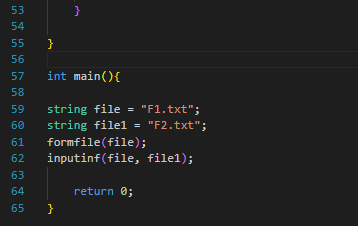 53 }
54
55 }
56
57 int main(){
58
59 string file = "F1.txt";
60 string file1 = "F2.txt";
61 formfile(file);
62 inputinf(file, file1);
63
64 return 0;
65 }